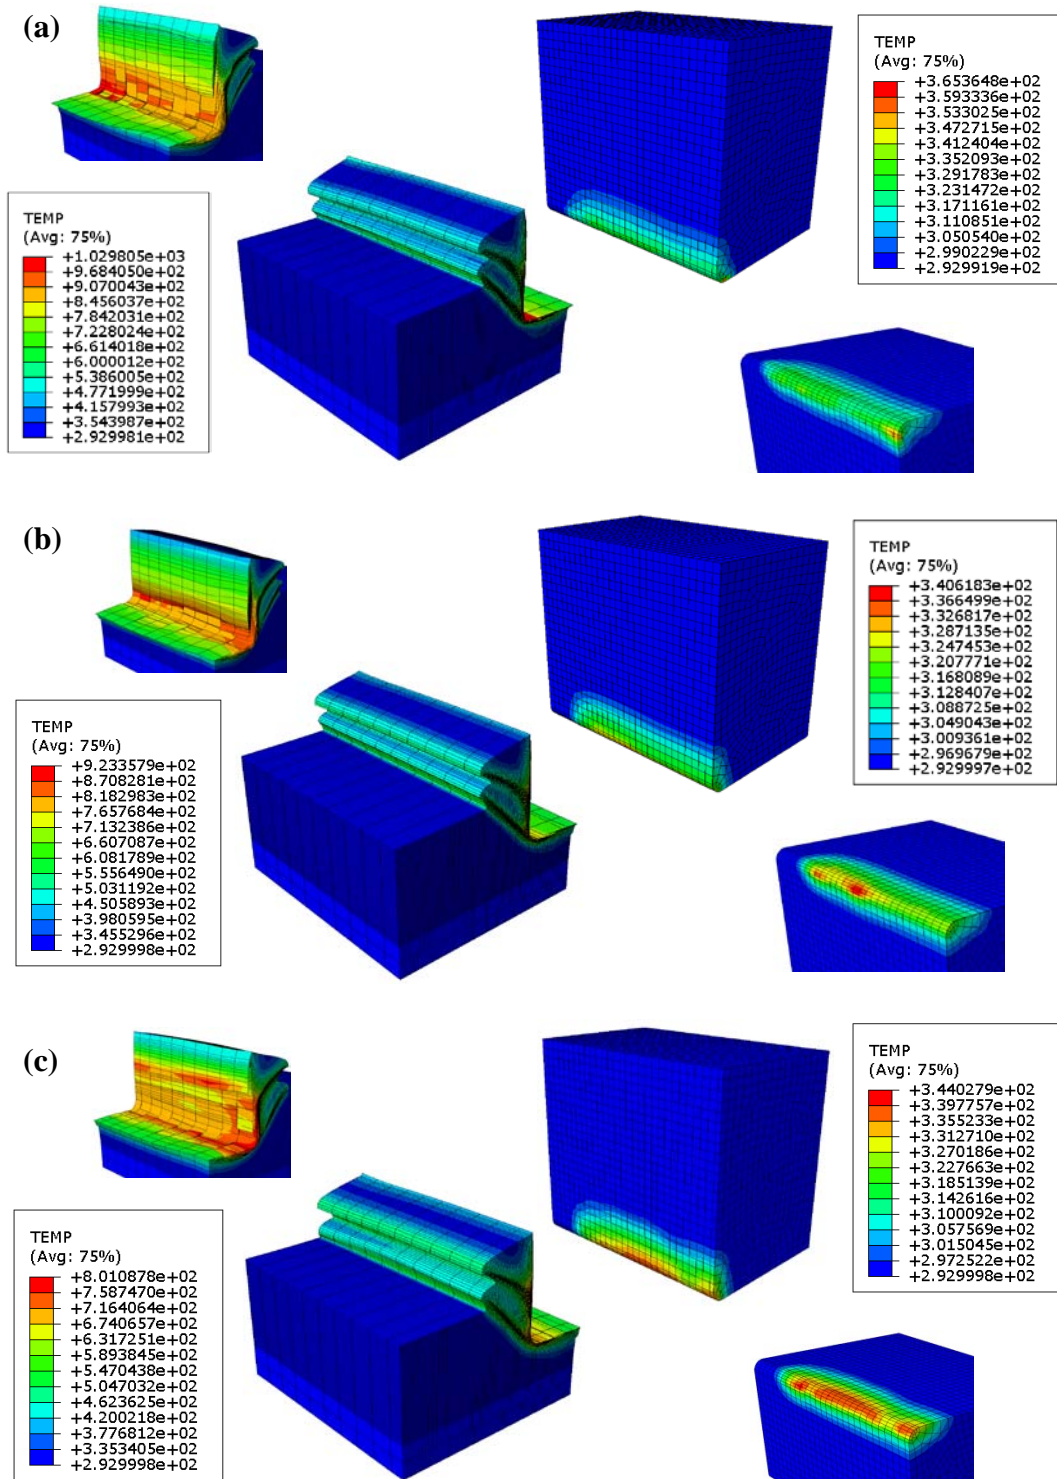 (a)
TEMP
(Avg: 75%)
+3.653648e+02
+3.593336e+02
+3.533025e+02
+3.472715e+02
+3.412404e+02
+3.352093e+02
+3.291783e+02
+3.231472e+02
+3.171161e+02
+3.110851e+02
+3.050540e+02
+2.990229e+02
+2.929919e+02
TEMP
(Avg: 75%)
+1.029805e+03
+9.684050e+02
+9.070043e+02
+8.456037e+02
+7.842031e+02
+7.228024e+02
+6.614018e+02
+6.000012e+02
+5.386005e+02
+4.771999e+02
+4.157993e+02
+3.543987e+02
+2.929981e+02
(b)
TEMP
(Avg: 75%)
+3.406183e+02
+3.366499e+02
+3.326817e+02
+3.287135e+02
+3.247453e+02
+3.207771e+02
+3.168089e+02
+3.128407e+02
+3.088725e+02
+3.049043e+02
+3.009361e+02
+2.969679e+02
+2.929997e+02
TEMP
(Avg: 75%)
+9.233579e+02
+8.708281e+02
+8.182983e+02
+7.657684e+02
+7.132386e+02
+6.607087e+02
+6.081789e+02
+5.556490e+02
+5.031192e+02
+4.505893e+02
+3.980595e+02
+3.455296e+02
+2.929998e+02
(c)
TEMP
(Avg: 75%)
+3.440279e+02
+3.397757e+02
+3.355233e+02
+3.312710e+02
+3.270186e+02
+3.227663e+02
+3.185139e+02
+3.142616e+02
+3.100092e+02
+3.057569e+02
+3.015045e+02
+2.972522e+02
+2.929998e+02
TEMP
(Avg: 75%)
+8.010878e+02
+7.587470e+02
+7.164064e+02
+6.740657e+02
+6.317251e+02
+5.893845e+02
+5.470438e+02
+5.047032e+02
+4.623625e+02
+4.200218e+02
+3.776812e+02
+3.353405e+02
+2.929998e+02